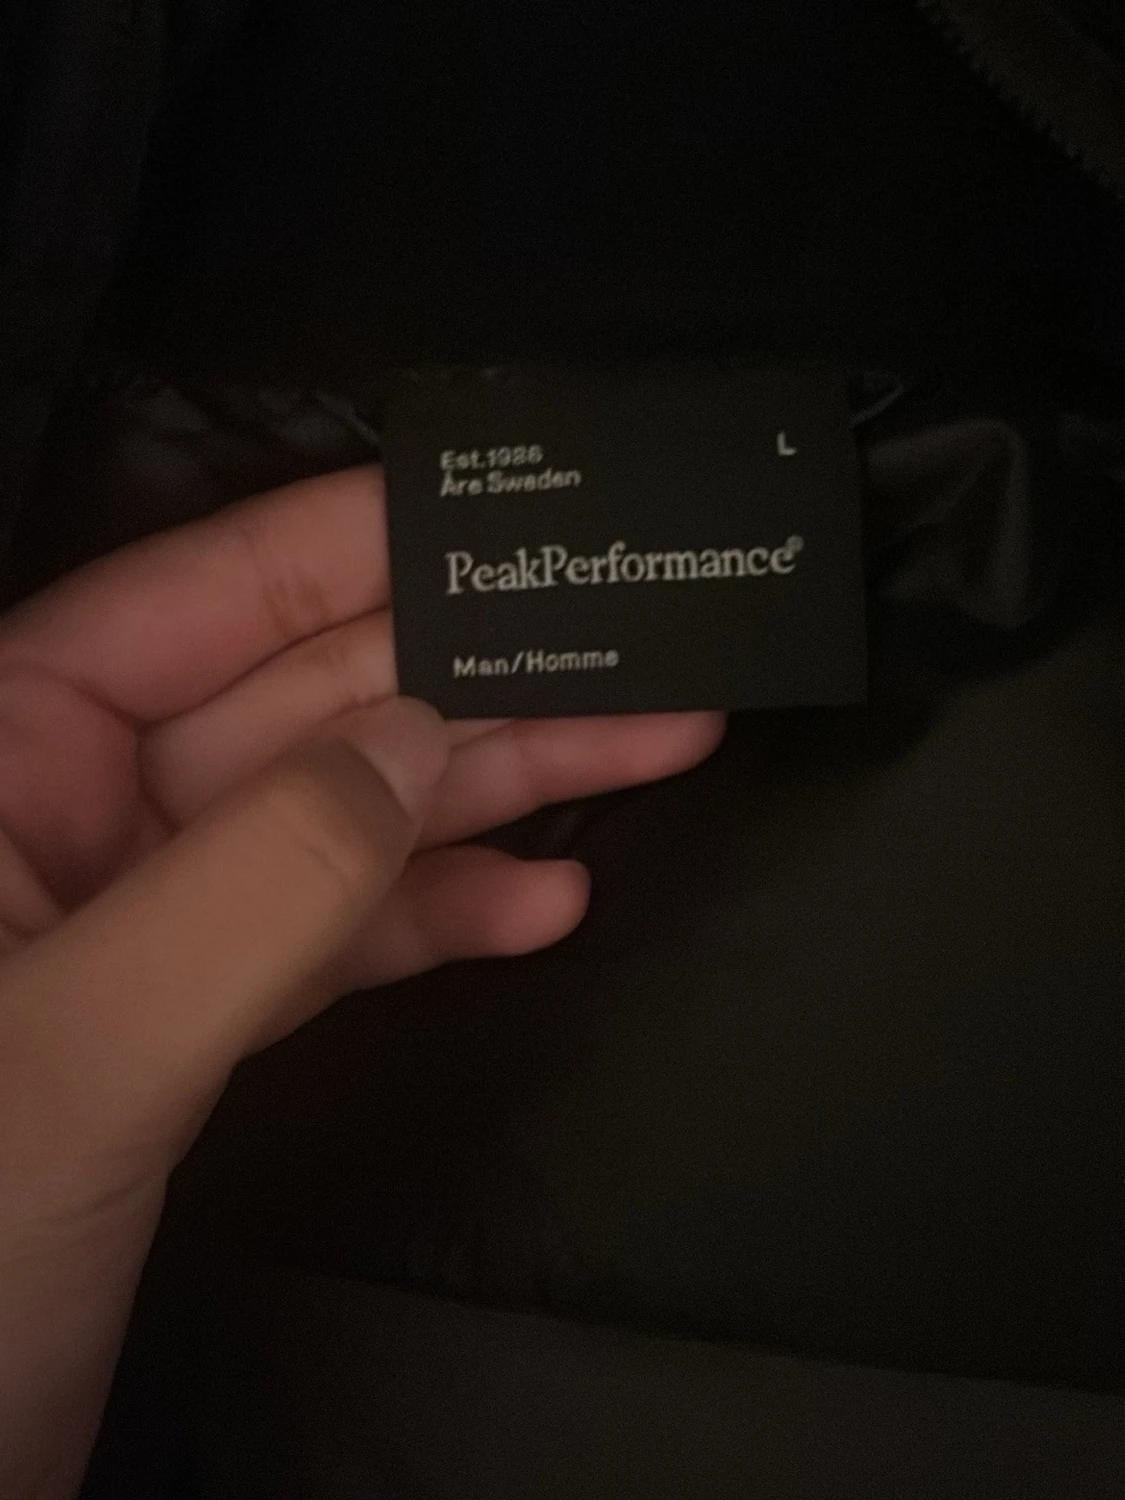 Est.1986
Åre Sweden
L
PeakPerformance®
Man/Homme